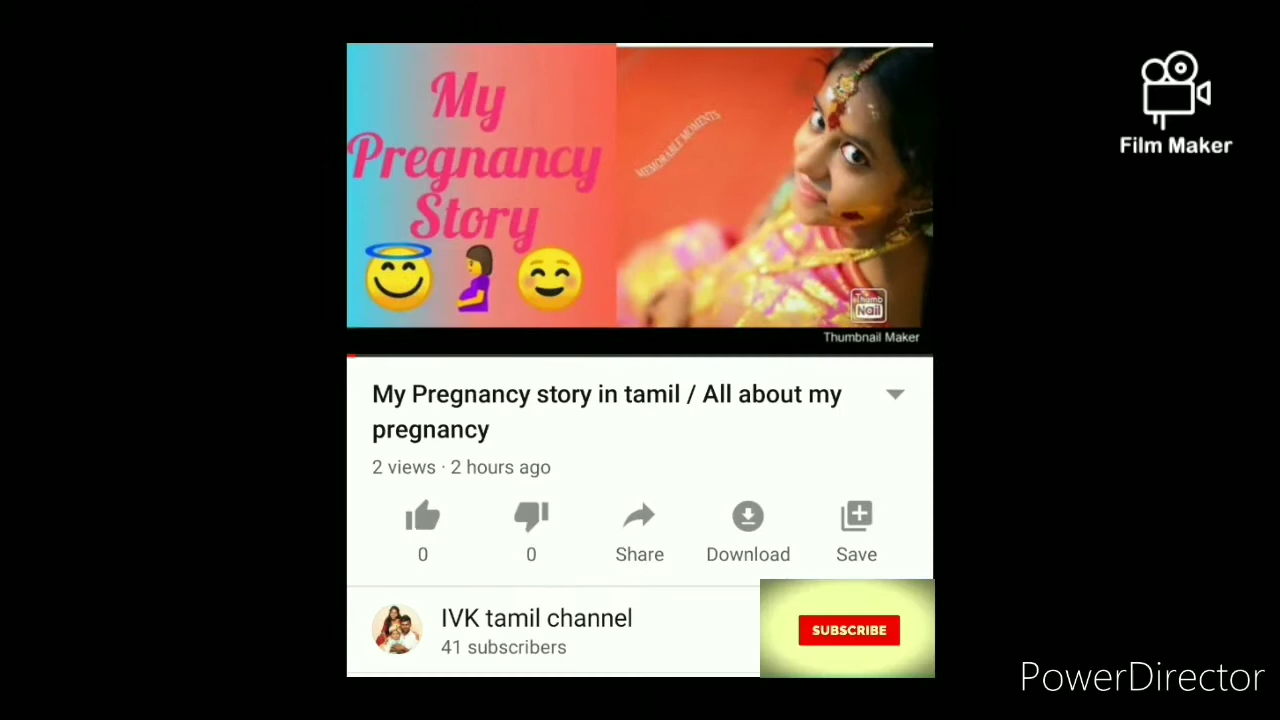 My
Pregnancy
Story
MEMORABLE MOMENTS
Thumb
Nail
Thumbnail Maker
Film Maker
My Pregnancy story in tamil / All about my
pregnancy
2 views · 2 hours ago
0
0
Share
Download
Save
IVK tamil channel
41 subscribers
SUBSCRIBE
PowerDirector